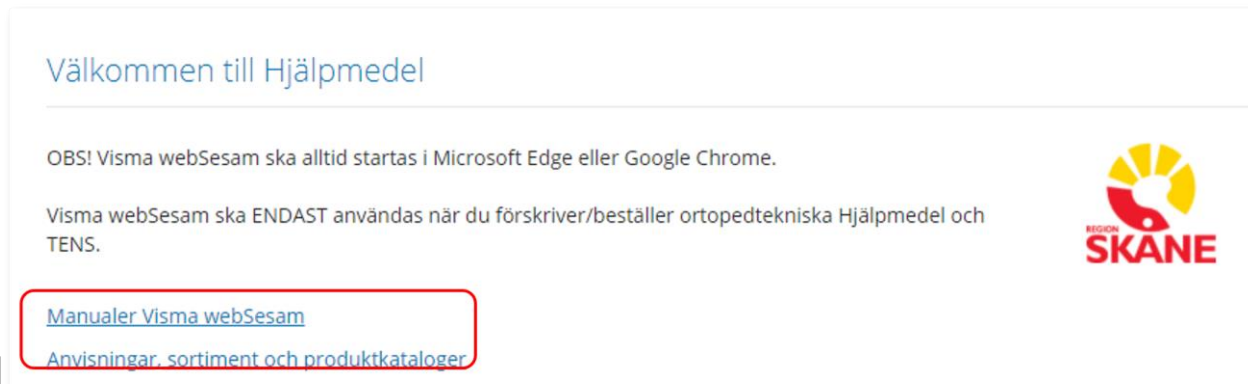 Välkommen till Hjälpmedel
OBS! Visma webSesam ska alltid startas i Microsoft Edge eller Google Chrome.
Visma webSesam ska ENDAST användas när du förskriver/beställer ortopedtekniska Hjälpmedel och
TENS.
REGION
SKÅNE
Manualer Visma webSesam
Anvisningar, sortiment och produktkataloger